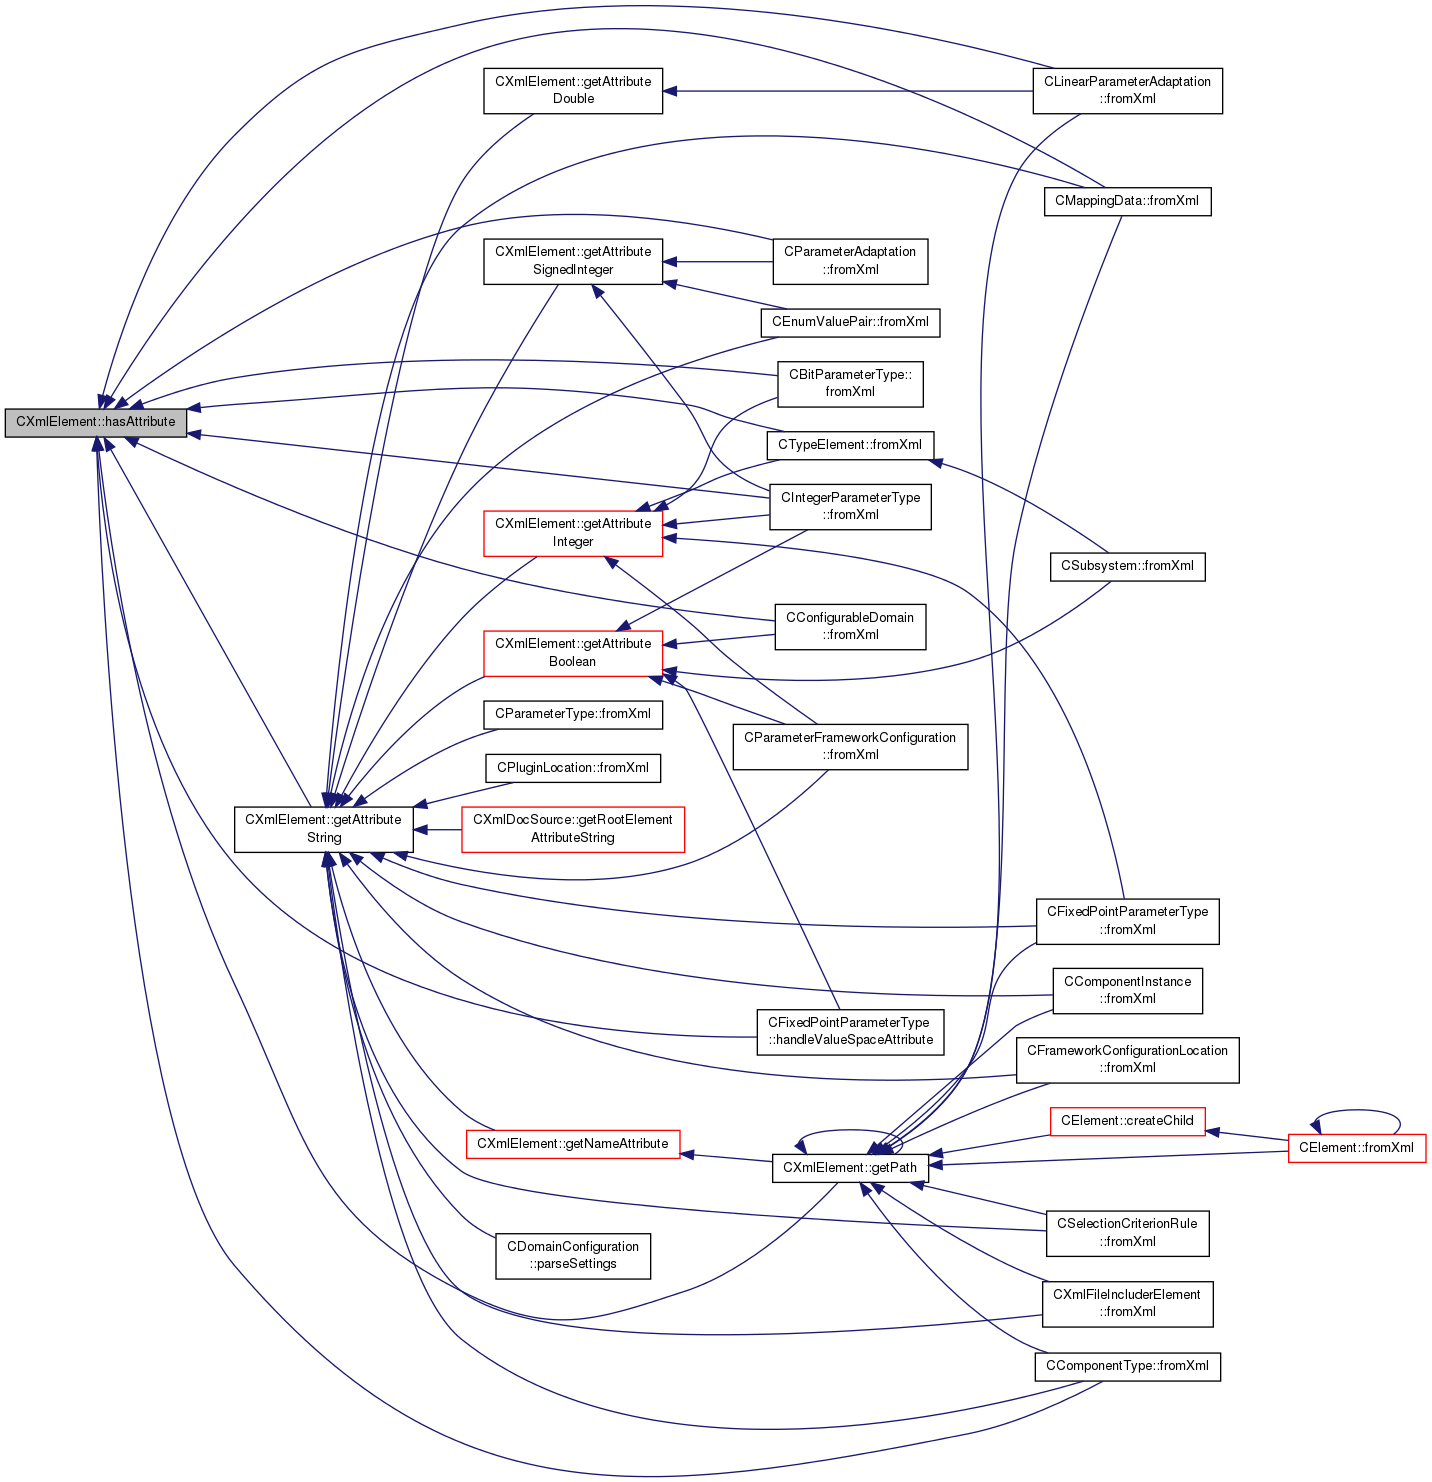 CXmlElement::hasAttribute
CXmlElement::getAttribute
Double
CLinearParameterAdaptation
::fromXml
CMappingData::fromXml
CXmlElement::getAttribute
SignedInteger
CParameterAdaptation
::fromXml
CEnumValuePair::fromXml
CBitParameterType::
fromXml
CTypeElement::fromXml
CIntegerParameterType
::fromXml
CXmlElement::getAttribute
Integer
CSubsystem::fromXml
CConfigurableDomain
::fromXml
CXmlElement::getAttribute
Boolean
CParameterType::fromXml
CParameterFrameworkConfiguration
::fromXml
CPluginLocation::fromXml
CXmlElement::getAttribute
String
CXmlDocSource::getRootElement
AttributeString
CFixedPointParameterType
::fromXml
CComponentInstance
::fromXml
CFixedPointParameterType
::handleValueSpaceAttribute
CFrameworkConfigurationLocation
::fromXml
CElement::createChild
CElement::fromXml
CXmlElement::getNameAttribute
CXmlElement::getPath
CSelectionCriterionRule
::fromXml
CDomainConfiguration
::parseSettings
CXmlFileIncluderElement
::fromXml
CComponentType::fromXml